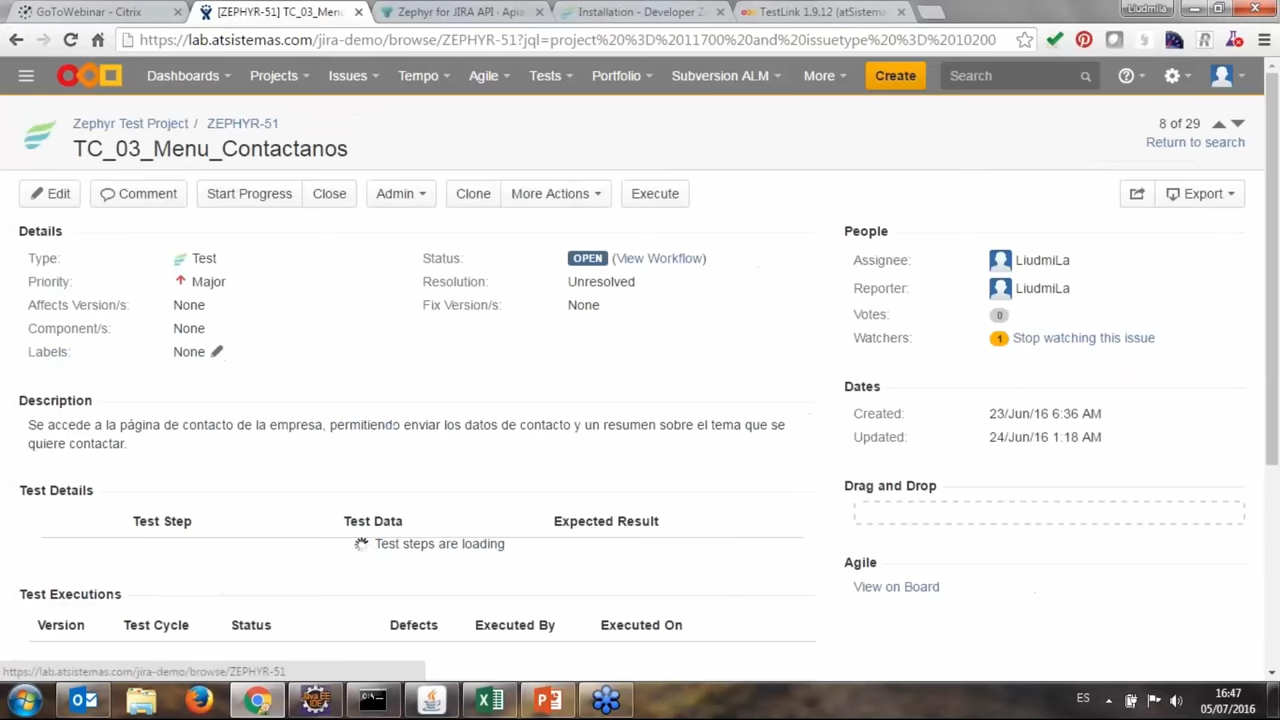 GoToWebinar - Citrix
[ZEPHYR-51] TC_03_Menu
Zephyr for JIRA API · Apia
Installation - Developer Z
TestLink 1.9.12 (atSistema
Liudmila
https://lab.atsistemas.com/jira-demo/browse/ZEPHYR-51?jql=project%20%3D%2011700%20and%20issuetype%20%3D%2010200
Dashboards Projects Issues Tempo Agile Tests Portfolio Subversion ALM More Create Search
Zephyr Test Project / ZEPHYR-51
8 of 29
TC_03_Menu_Contactanos
Return to search
Edit Comment Start Progress Close Admin Clone More Actions Execute Export
Details
Type: Test
Priority: Major
Affects Version/s: None
Component/s: None
Labels: None
Status: OPEN (View Workflow)
Resolution: Unresolved
Fix Version/s: None
People
Assignee: LiudmiLa
Reporter: LiudmiLa
Votes: 0
Watchers: 1 Stop watching this issue
Description
Se accede a la página de contacto de la empresa, permitiendo enviar los datos de contacto y un resumen sobre el tema que se
quiere contactar.
Dates
Created: 23/Jun/16 6:36 AM
Updated: 24/Jun/16 1:18 AM
Test Details
Test Step Test Data Expected Result
Test steps are loading
Drag and Drop
Agile
View on Board
Test Executions
Version Test Cycle Status Defects Executed By Executed On
https://lab.atsistemas.com/jira-demo/browse/ZEPHYR-51
Java EE
IDE
ES
16:47
05/07/2016